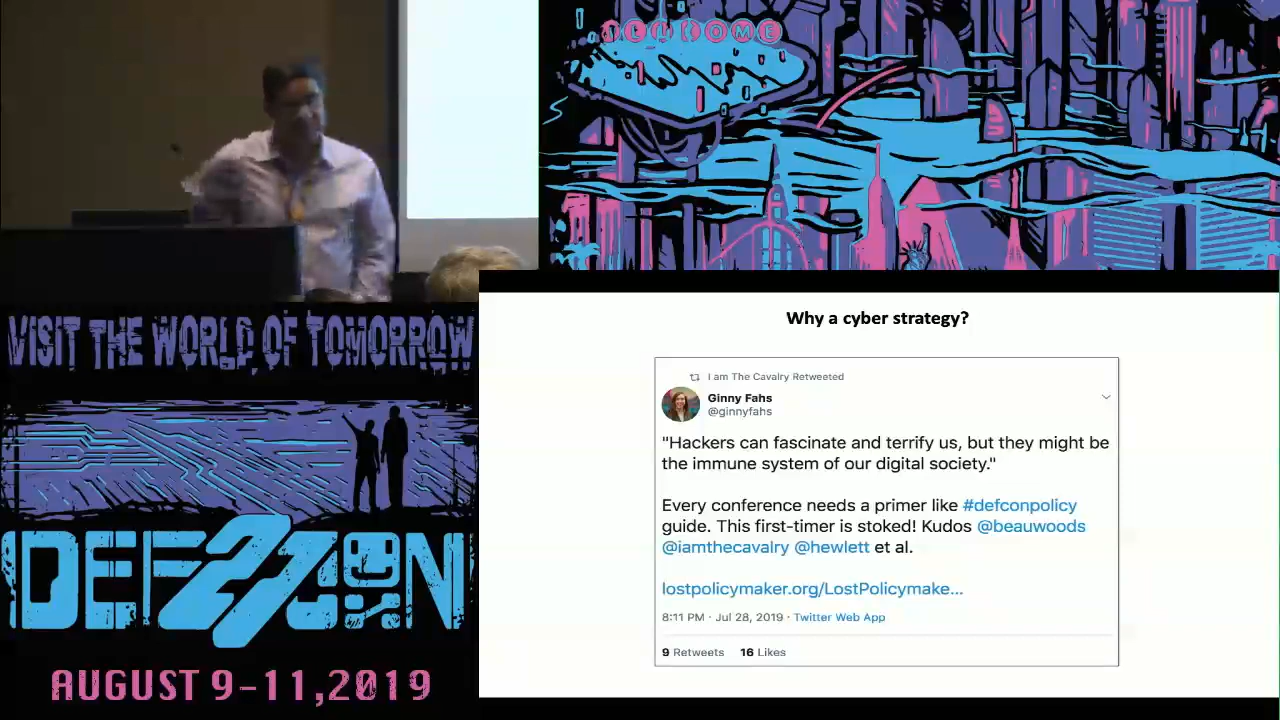 WELCOME
VISIT THE WORLD OF TOMORROW
DEF27CON
AUGUST 9-11,2019
Why a cyber strategy?
I am The Cavalry Retweeted
Ginny Fahs
@ginnyfahs
"Hackers can fascinate and terrify us, but they might be
the immune system of our digital society."
Every conference needs a primer like #defconpolicy
guide. This first-timer is stoked! Kudos @beauwoods
@iamthecavalry @hewlett et al.
lostpolicymaker.org/LostPolicymake...
8:11 PM · Jul 28, 2019 · Twitter Web App
9 Retweets 16 Likes